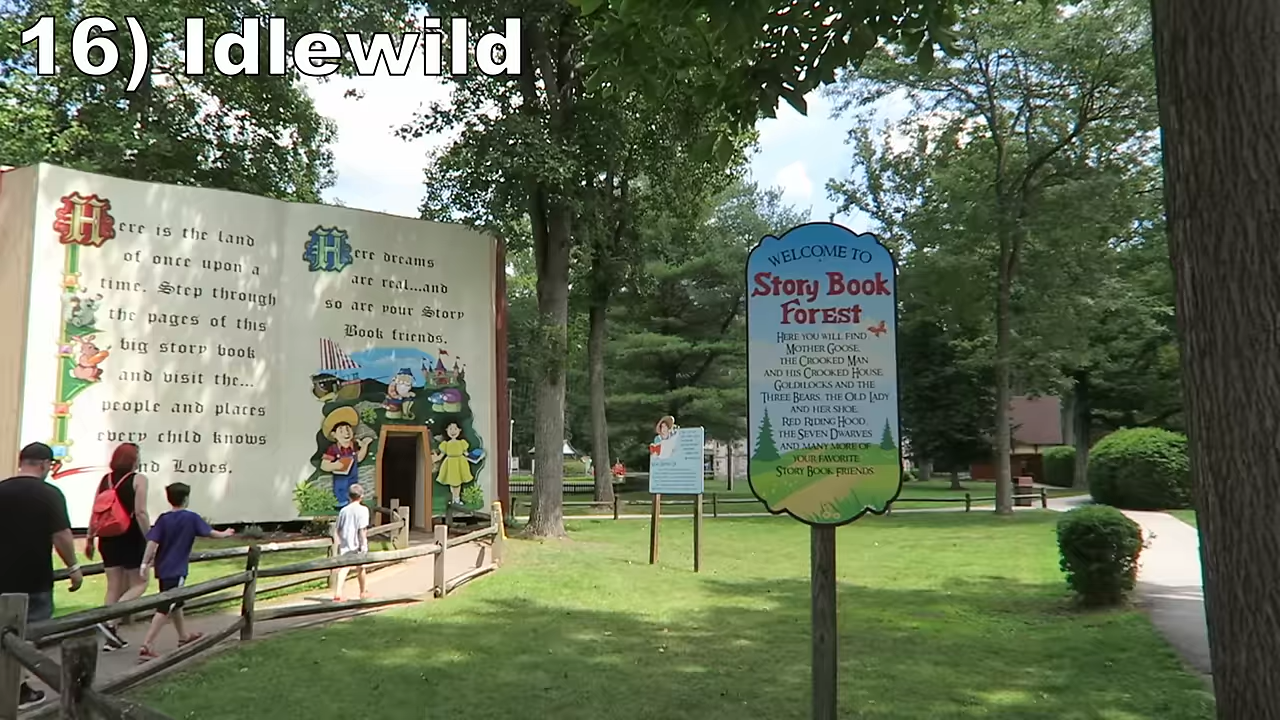 16) Idlewild
Here is the land
of once upon a
time. Step through
the pages of this
big story book
and visit the...
people and places
every child knows
and Loves.
Here dreams
are real...and
so are your Story
Book friends.
WELCOME TO
Story Book
Forest
HERE YOU WILL FIND
MOTHER GOOSE,
THE CROOKED MAN
AND HIS CROOKED HOUSE,
GOLDILOCKS AND THE
THREE BEARS, THE OLD LADY
AND HER SHOE,
RED RIDING HOOD,
THE SEVEN DWARVES
AND MANY MORE OF
YOUR FAVORITE
STORY BOOK FRIENDS.